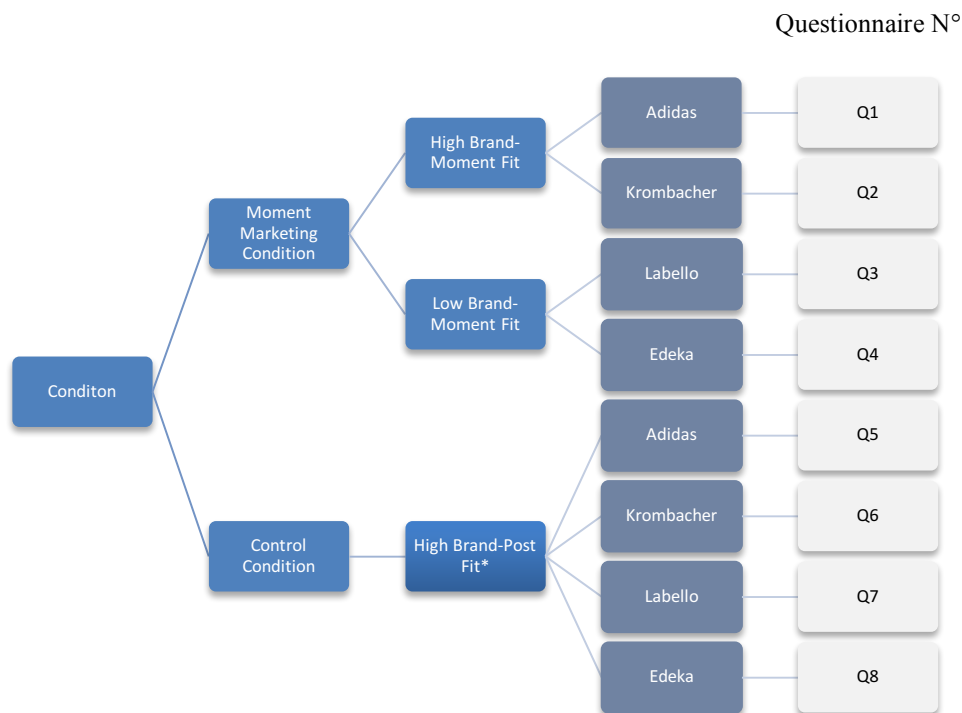 Questionnaire N°
Adidas
Q1
High Brand-
Moment Fit
Krombacher
Q2
Moment
Marketing
Condition
Labello
Q3
Low Brand-
Moment Fit
Edeka
Q4
Conditon
Adidas
Q5
Krombacher
Q6
Control
Condition
High Brand-Post
Fit*
Labello
Q7
Edeka
Q8